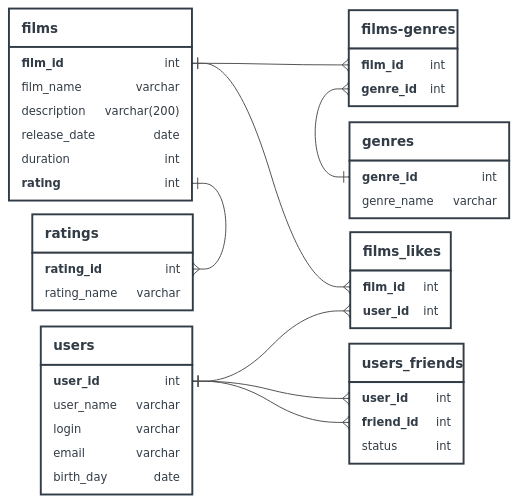 films
film_id int
film_name varchar
description varchar(200)
release_date date
duration int
rating int
ratings
rating_id int
rating_name varchar
users
user_id int
user_name varchar
login varchar
email varchar
birth_day date
films-genres
film_id int
genre_id int
genres
genre_id int
genre_name varchar
films_likes
film_id int
user_id int
users_friends
user_id int
friend_id int
status int